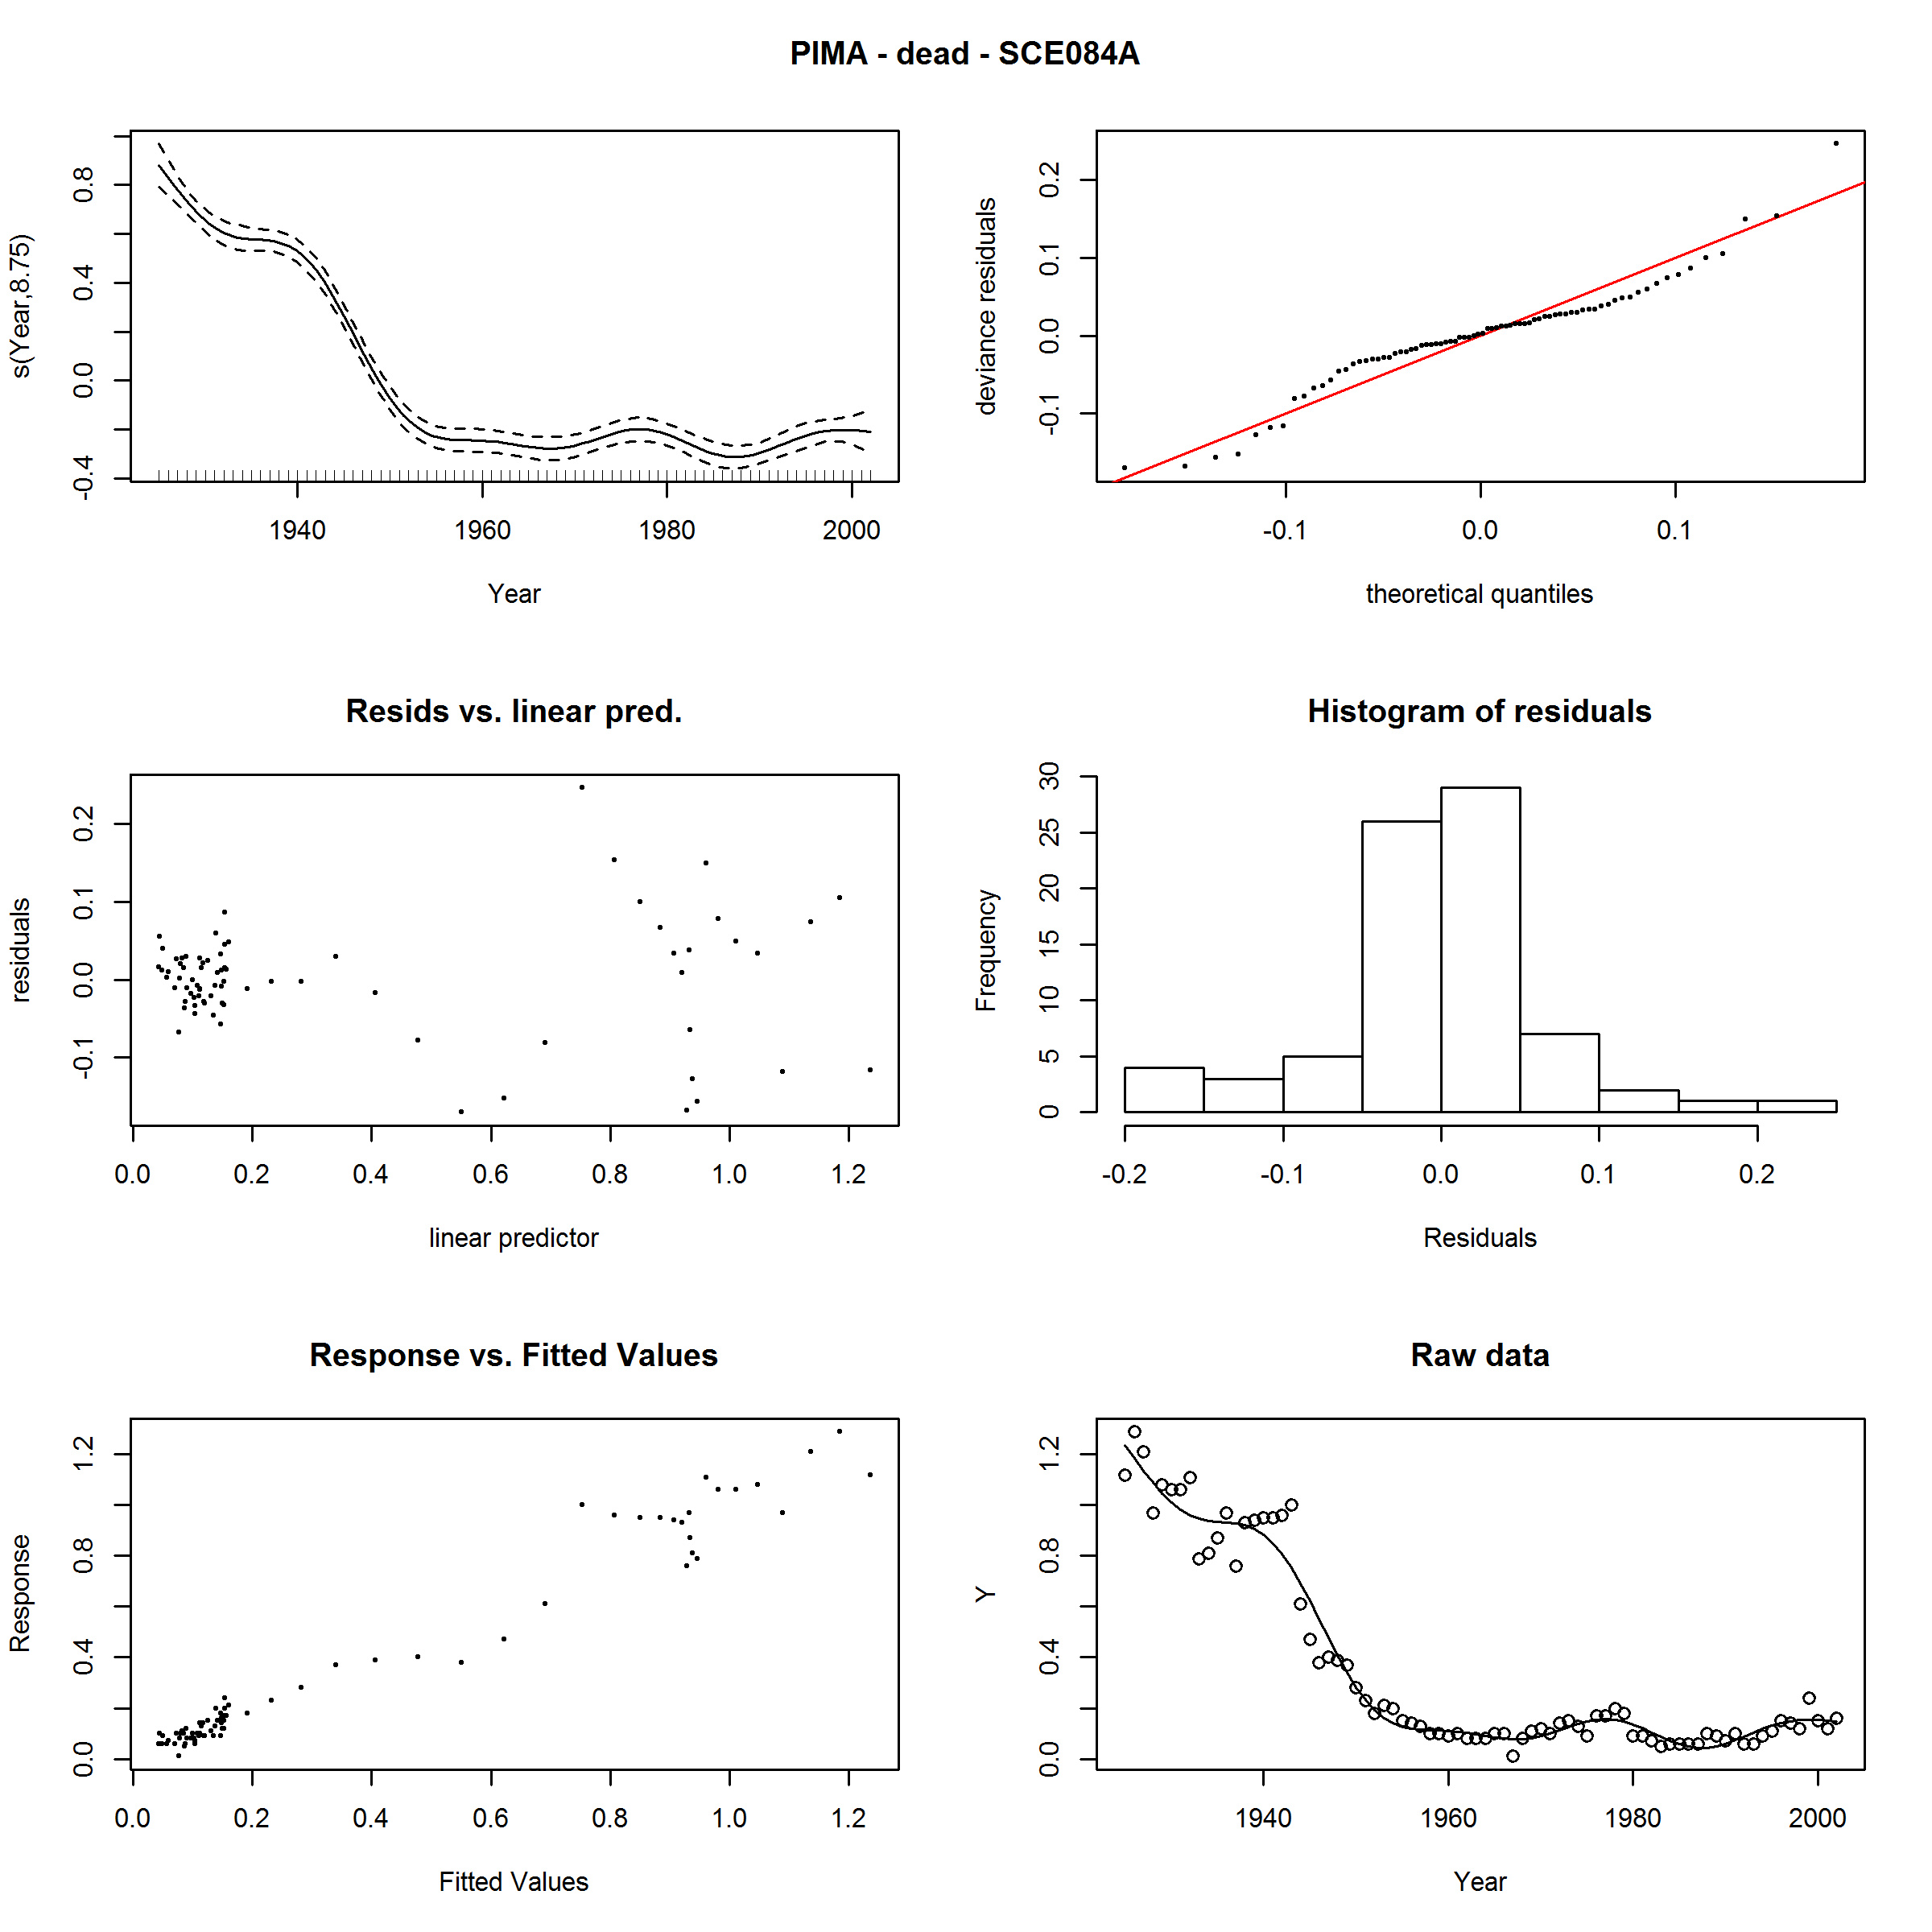 PIMA - dead - SCE084A
s(Year,8.75)
-0.4 0.0 0.4 0.8
1940 1960 1980 2000
Year
deviance residuals
-0.1 0.0 0.1 0.2
-0.1 0.0 0.1
theoretical quantiles
Resids vs. linear pred.
residuals
-0.1 0.0 0.1 0.2
0.0 0.2 0.4 0.6 0.8 1.0 1.2
linear predictor
Histogram of residuals
Frequency
0 5 10 15 20 25 30
-0.2 -0.1 0.0 0.1 0.2
Residuals
Response vs. Fitted Values
Response
0.0 0.4 0.8 1.2
0.0 0.2 0.4 0.6 0.8 1.0 1.2
Fitted Values
Raw data
Y
0.0 0.4 0.8 1.2
1940 1960 1980 2000
Year